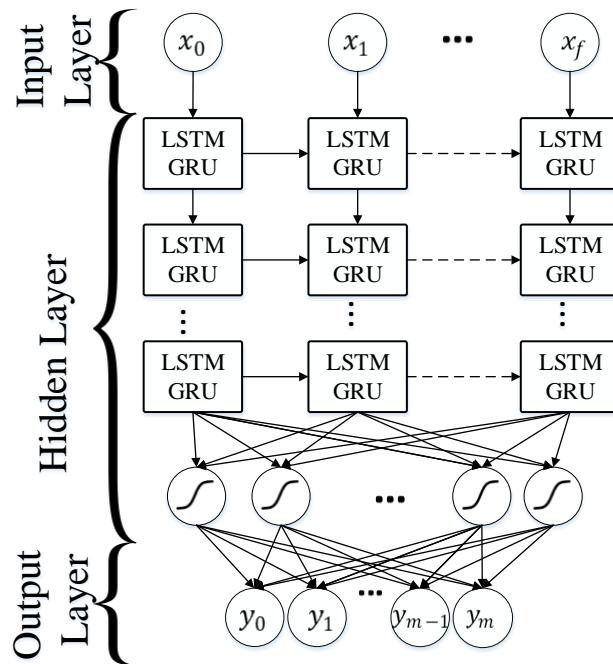 Input
Layer
x₀ x₁ ... x_f
Hidden Layer
LSTM
GRU
LSTM
GRU
LSTM
GRU
LSTM
GRU
LSTM
GRU
LSTM
GRU
...
...
...
LSTM
GRU
LSTM
GRU
LSTM
GRU
...
Output
Layer
y₀ y₁ ... yₘ₋₁ yₘ